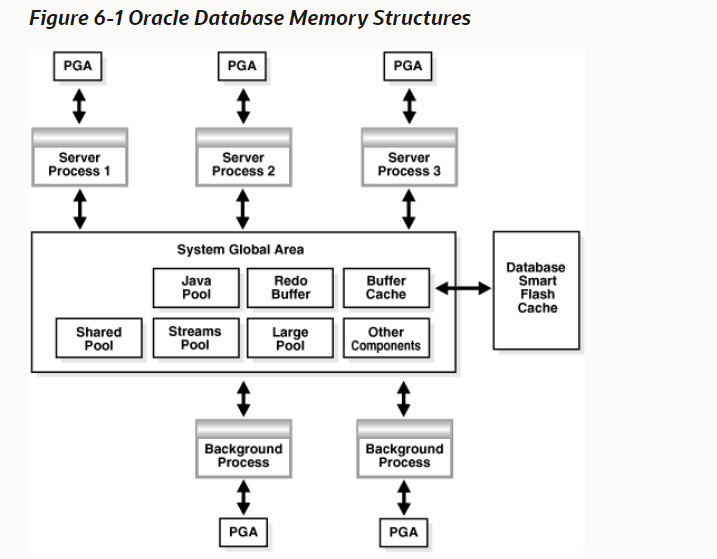 Figure 6-1 Oracle Database Memory Structures
PGA
PGA
PGA
Server
Process 1
Server
Process 2
Server
Process 3
System Global Area
Java
Pool
Redo
Buffer
Buffer
Cache
Shared
Pool
Streams
Pool
Large
Pool
Other
Components
Database
Smart
Flash
Cache
Background
Process
Background
Process
PGA
PGA